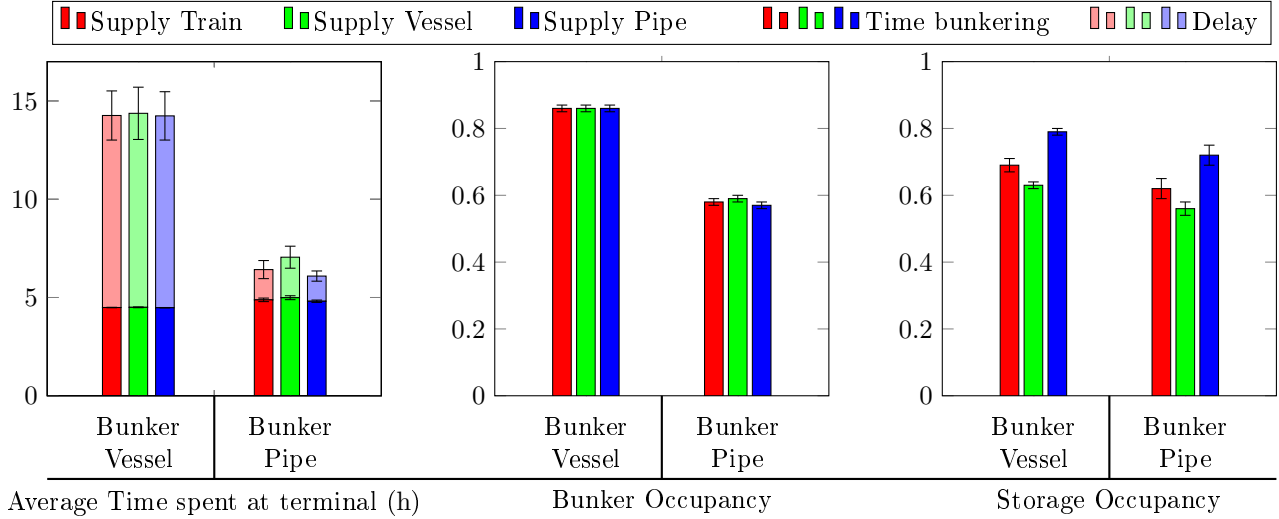 Supply Train Supply Vessel Supply Pipe Time bunkering Delay
15
10
5
0
Bunker
Vessel
Bunker
Pipe
Average Time spent at terminal (h)
1
0.8
0.6
0.4
0.2
0
Bunker
Vessel
Bunker
Pipe
Bunker Occupancy
1
0.8
0.6
0.4
0.2
0
Bunker
Vessel
Bunker
Pipe
Storage Occupancy